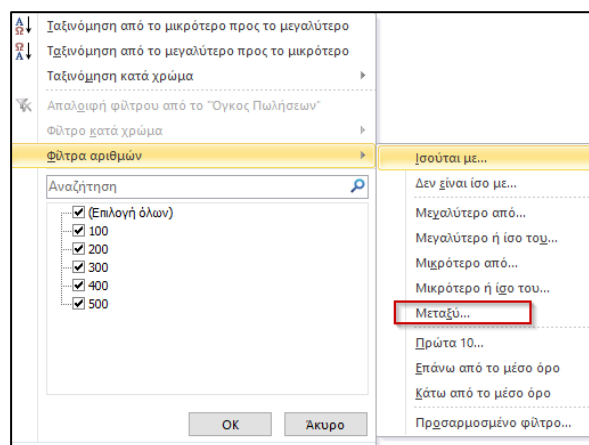 Ταξινόμηση από το μικρότερο προς το μεγαλύτερο
Ταξινόμηση από το μεγαλύτερο προς το μικρότερο
Ταξινόμηση κατά χρώμα
Απαλοιφή φίλτρου από το "Όγκος Πωλήσεων"
Φίλτρο κατά χρώμα
Φίλτρα αριθμών
Αναζήτηση
(Επιλογή όλων)
100
200
300
400
500
OK Άκυρο
Ισούται με...
Δεν είναι ίσο με...
Μεγαλύτερο από...
Μεγαλύτερο ή ίσο του...
Μικρότερο από...
Μικρότερο ή ίσο του...
Μεταξύ...
Πρώτα 10...
Επάνω από το μέσο όρο
Κάτω από το μέσο όρο
Προσαρμοσμένο φίλτρο...